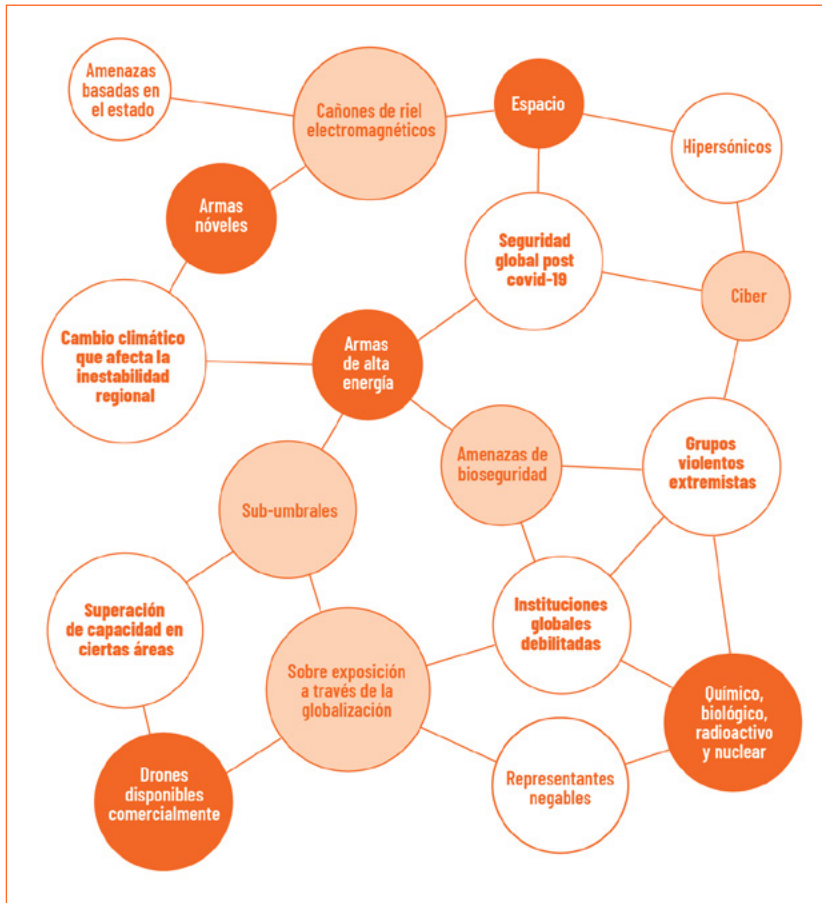 Amenazas
basadas en
el estado
Cañones de riel
electromagnéticos
Espacio
Hipersónicos
Armas
nóveles
Seguridad
global post
covid-19
Ciber
Cambio climático
que afecta la
inestabilidad
regional
Armas
de alta
energía
Amenazas de
bioseguridad
Grupos
violentos
extremistas
Sub-umbrales
Superación
de capacidad en
ciertas áreas
Instituciones
globales
debilitadas
Sobre exposición
a través de la
globalización
Químico,
biológico,
radioactivo
y nuclear
Drones
disponibles
comercialmente
Representantes
negables